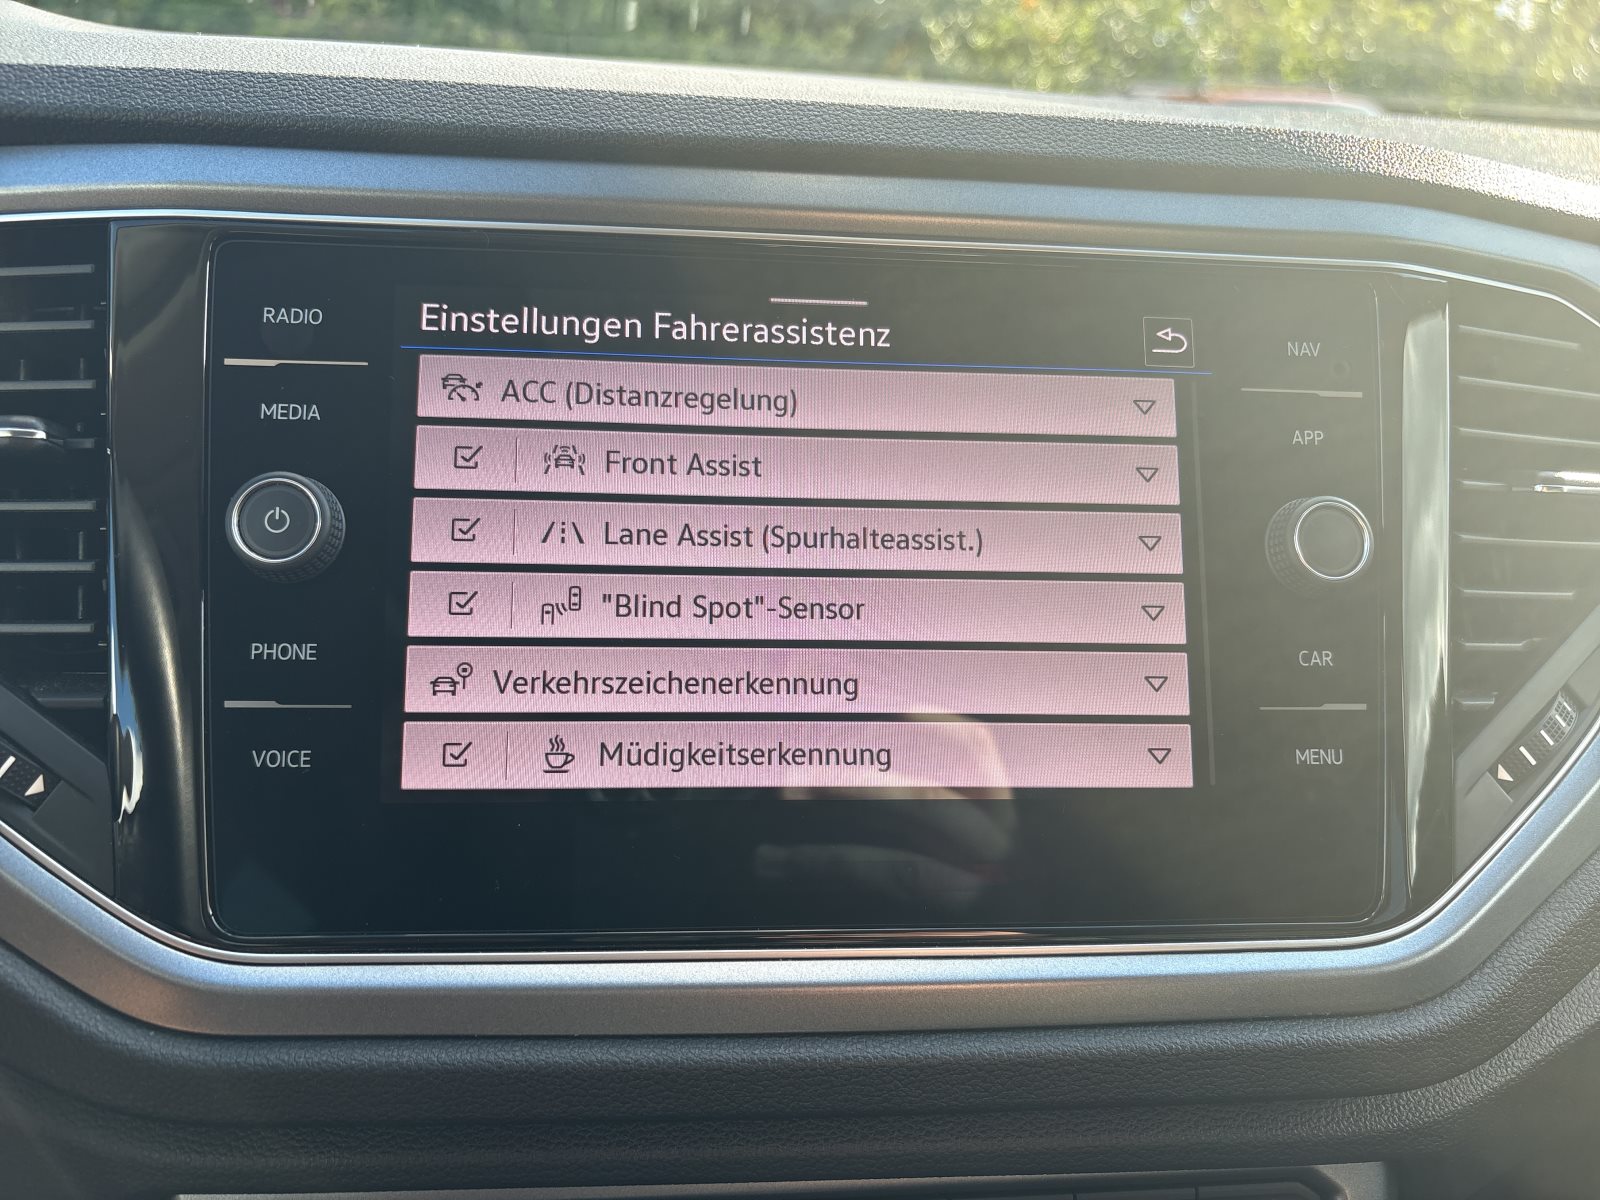 RADIO
MEDIA
PHONE
VOICE
Einstellungen Fahrerassistenz
ACC (Distanzregelung)
Front Assist
Lane Assist (Spurhalteassist.)
"Blind Spot"-Sensor
Verkehrszeichenerkennung
Müdigkeitserkennung
NAV
APP
CAR
MENU